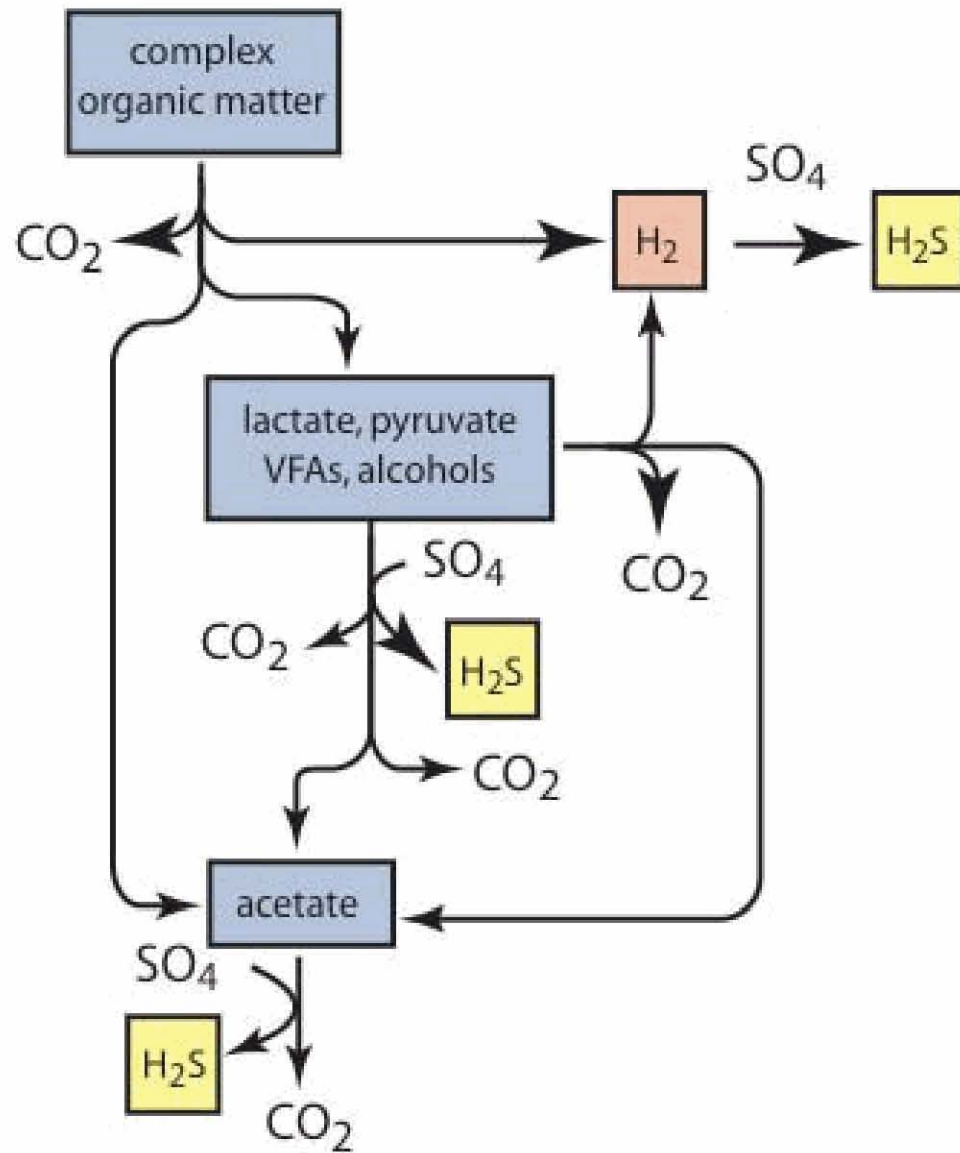 complex
organic matter
SO₄
CO₂
H₂
H₂S
lactate, pyruvate
VFAs, alcohols
SO₄
CO₂
CO₂
H₂S
CO₂
acetate
SO₄
H₂S
CO₂